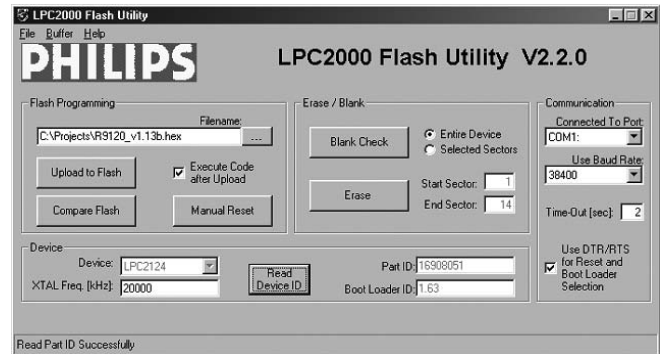 LPC2000 Flash Utility
File Buffer Help
PHILIPS
LPC2000 Flash Utility V2.2.0
Flash Programming
Filename:
C:\Projects\R9120_v1.13b.hex
...
Upload to Flash
Execute Code
after Upload
Compare Flash
Manual Reset
Erase / Blank
Blank Check
Entire Device
Selected Sectors
Erase
Start Sector: 1
End Sector: 14
Communication
Connected To Port:
COM1:
Use Baud Rate:
38400
Time-Out [sec]: 2
Use DTR/RTS
for Reset and
Boot Loader
Selection
Device
Device: LPC2124
XTAL Freq. [kHz]: 20000
Read
Device ID
Part ID: 16908051
Boot Loader ID: 1.63
Read Part ID Successfully